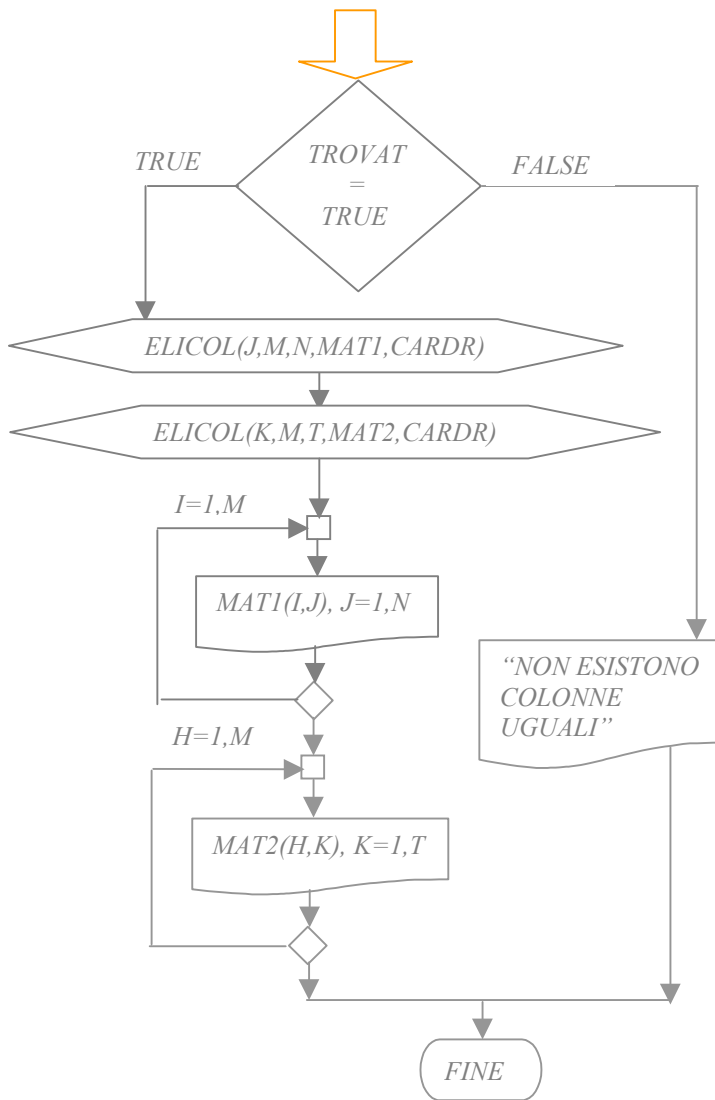 TROVAT
=
TRUE
TRUE
FALSE
ELICOL(J,M,N,MAT1,CARDR)
ELICOL(K,M,T,MAT2,CARDR)
I=1,M
MAT1(I,J), J=1,N
“NON ESISTONO
COLONNE
UGUALI”
H=1,M
MAT2(H,K), K=1,T
FINE